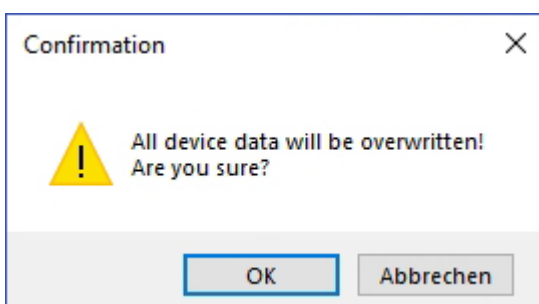 Confirmation
All device data will be overwritten!
Are you sure?
OK
Abbrechen